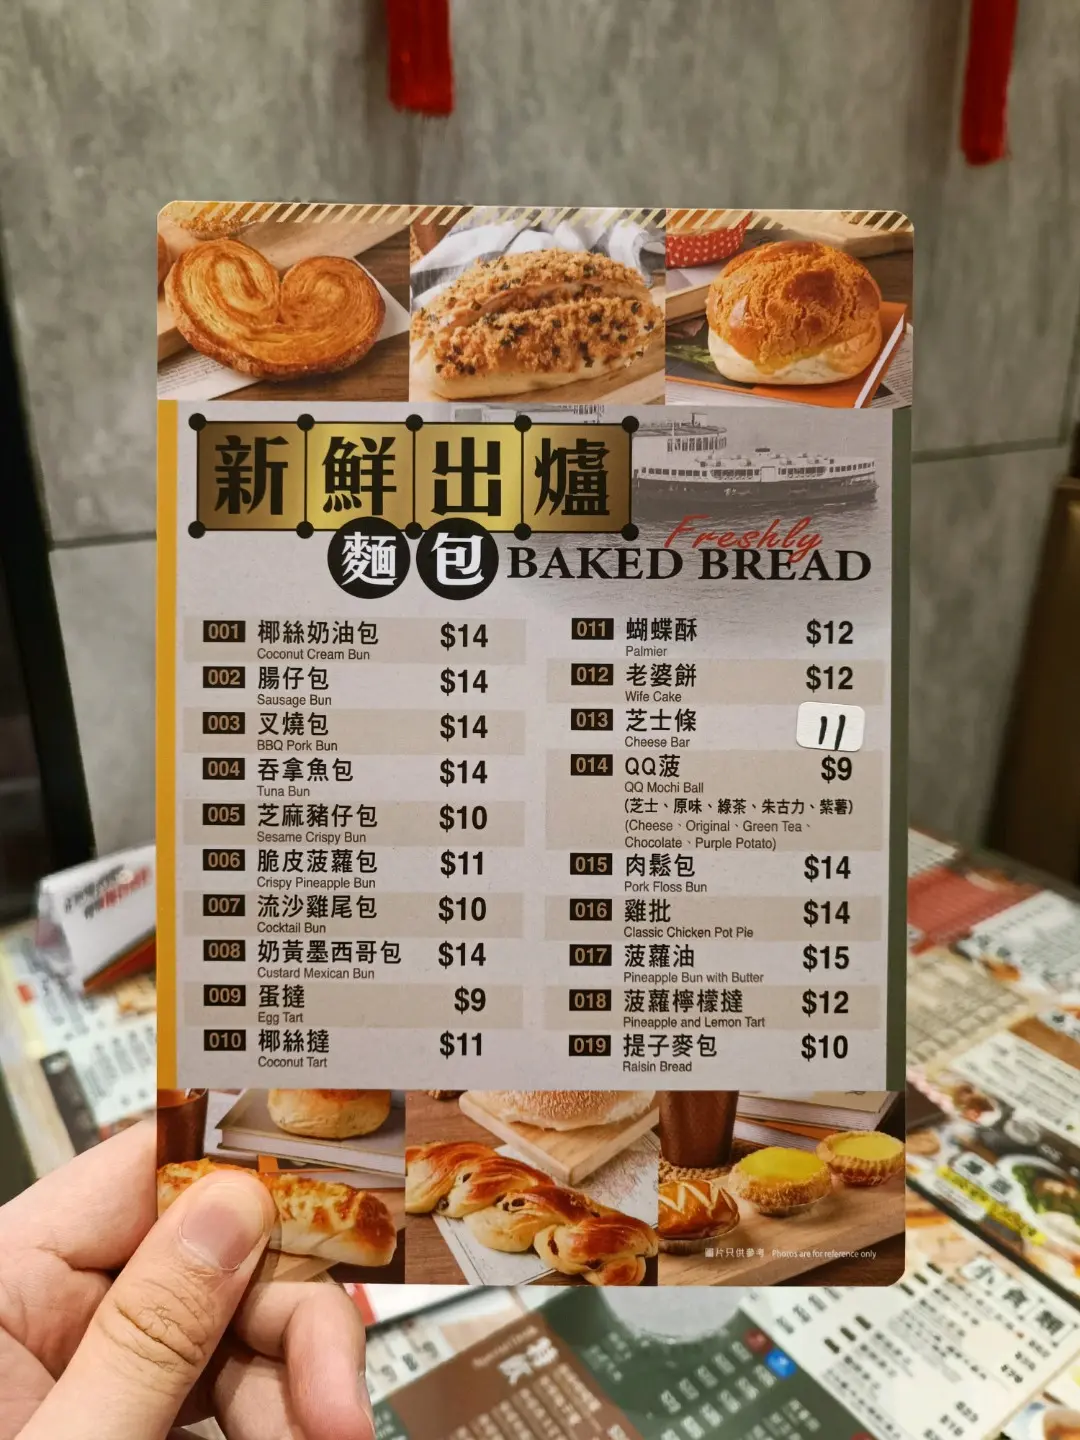 新鮮出爐
麵包 Freshly
BAKED BREAD
001 椰絲奶油包 $14
Coconut Cream Bun
002 腸仔包 $14
Sausage Bun
003 叉燒包 $14
BBQ Pork Bun
004 吞拿魚包 $14
Tuna Bun
005 芝麻豬仔包 $10
Sesame Crispy Bun
006 脆皮菠蘿包 $11
Crispy Pineapple Bun
007 流沙雞尾包 $10
Cocktail Bun
008 奶黃墨西哥包 $14
Custard Mexican Bun
009 蛋撻 $9
Egg Tart
010 椰絲撻 $11
Coconut Tart
011 蝴蝶酥 $12
Palmier
012 老婆餅 $12
Wife Cake
013 芝士條 11
Cheese Bar
014 QQ菠 $9
QQ Mochi Ball
(芝士、原味、綠茶、朱古力、紫薯)
(Cheese、Original、Green Tea、
Chocolate、Purple Potato)
015 肉鬆包 $14
Pork Floss Bun
016 雞批 $14
Classic Chicken Pot Pie
017 菠蘿油 $15
Pineapple Bun with Butter
018 菠蘿檸檬撻 $12
Pineapple and Lemon Tart
019 提子麥包 $10
Raisin Bread
圖片只供參考 Photos are for reference only
小食類